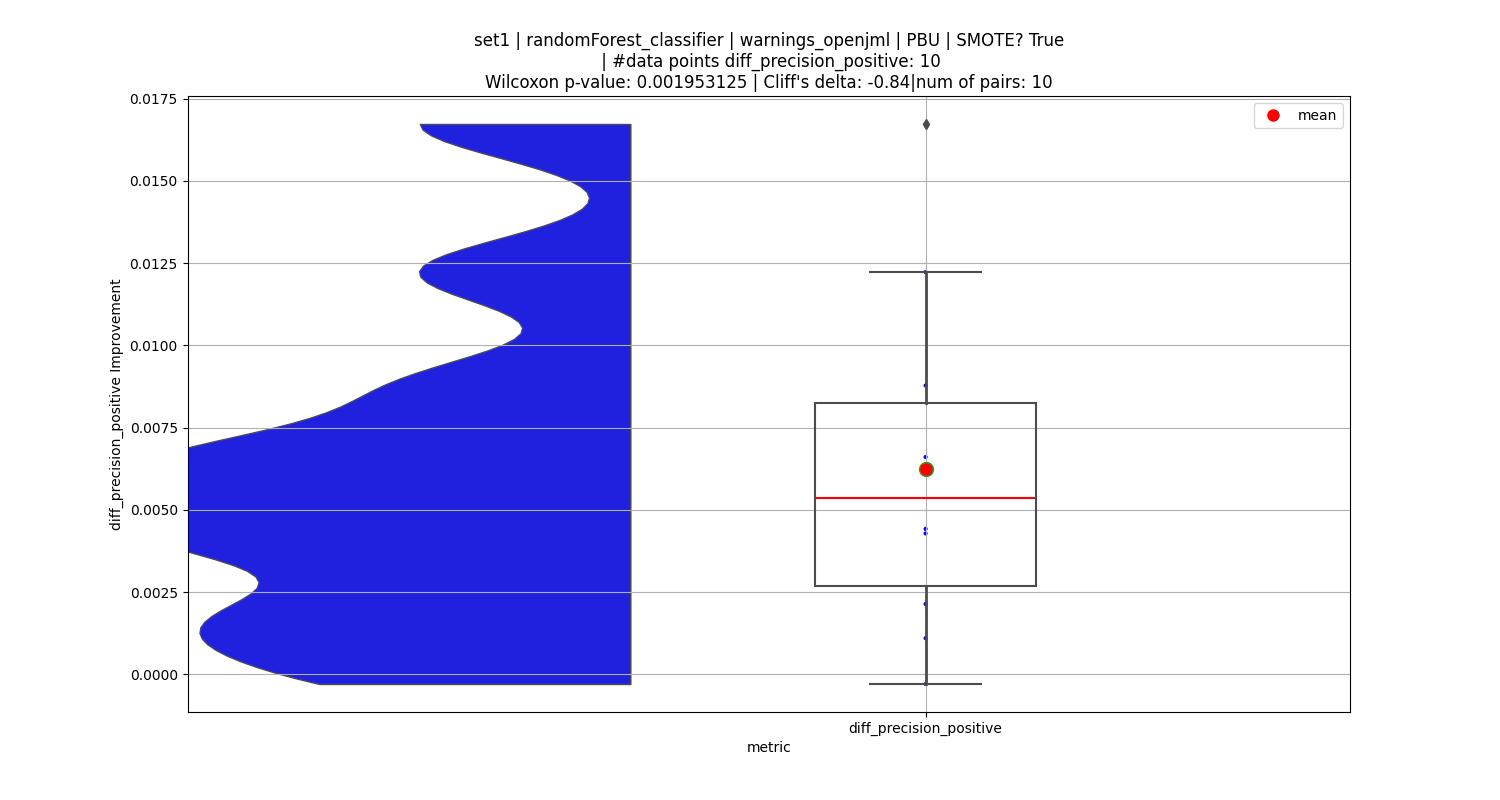 set1 | randomForest_classifier | warnings_openjml | PBU | SMOTE? True
| #data points diff_precision_positive: 10
Wilcoxon p-value: 0.001953125 | Cliff's delta: -0.84|num of pairs: 10
mean
0.0175
0.0150
0.0125
0.0100
0.0075
0.0050
0.0025
0.0000
diff_precision_positive Improvement
diff_precision_positive
metric